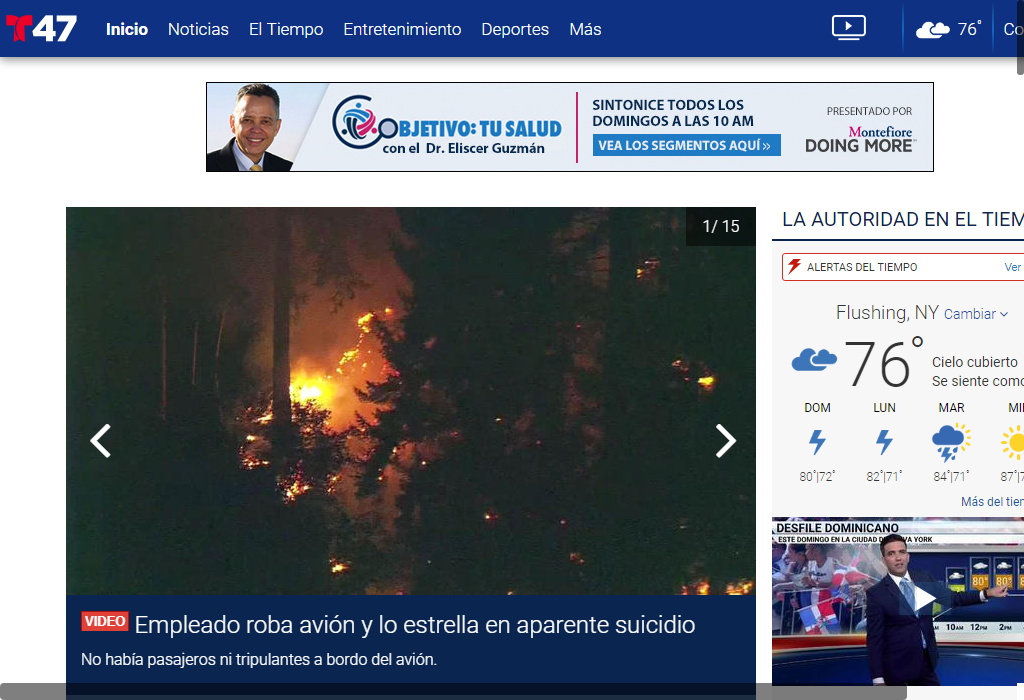 T47
Inicio Noticias El Tiempo Entretenimiento Deportes Más
76°
Co
OBJETIVO: TU SALUD
con el Dr. Eliscer Guzmán
SINTONICE TODOS LOS
DOMINGOS A LAS 10 AM
VEA LOS SEGMENTOS AQUÍ »
PRESENTADO POR
Montefiore
DOING MORE™
1/ 15
VIDEO Empleado roba avión y lo estrella en aparente suicidio
No había pasajeros ni tripulantes a bordo del avión.
LA AUTORIDAD EN EL TIEM
ALERTAS DEL TIEMPO Ver
Flushing, NY Cambiar
76°
Cielo cubierto
Se siente como
DOM LUN MAR MI
80°|72° 82°|71° 84°|71° 87°|7
Más del tiem
DESFILE DOMINICANO
ESTE DOMINGO EN LA CIUDAD DE NUEVA YORK
80° 80°
10AM 12PM 2PM